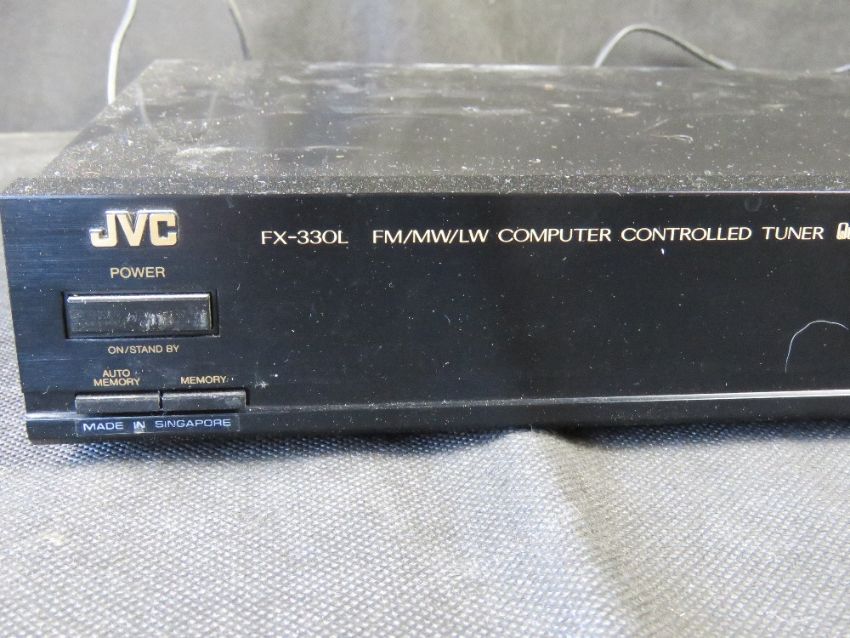 JVC
FX-330L FM/MW/LW COMPUTER CONTROLLED TUNER
POWER
ON/STAND BY
AUTO MEMORY
MEMORY
MADE IN SINGAPORE